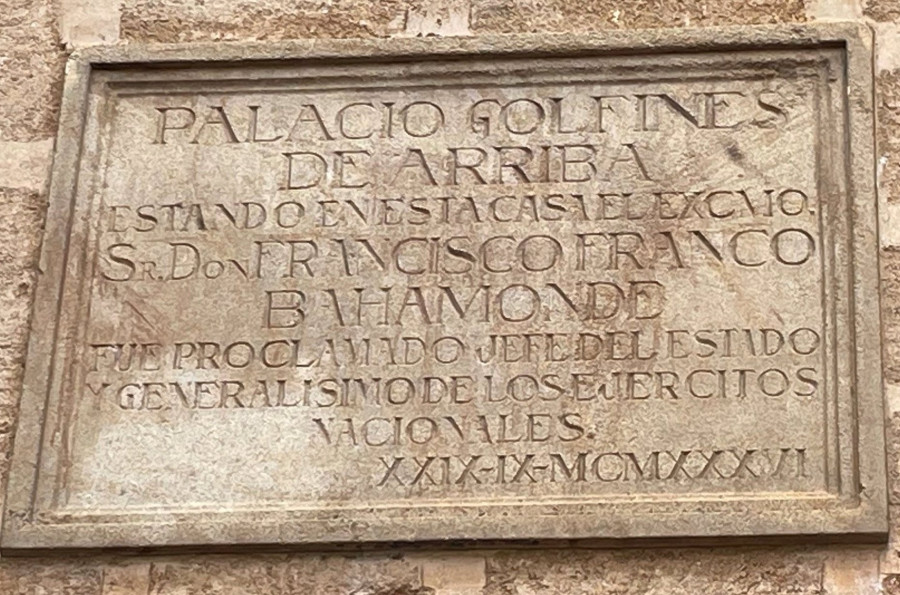 PALACIO GOLFINES
DE ARRIBA
ESTANDO EN ESTA CASA EL EXCMO.
SR. DON FRANCISCO FRANCO
BAHAMONDE
FUE PROCLAMADO JEFE DEL ESTADO
Y GENERALISIMO DE LOS EJERCITOS
NACIONALES.
XXIX-IX-MCMXXXVI